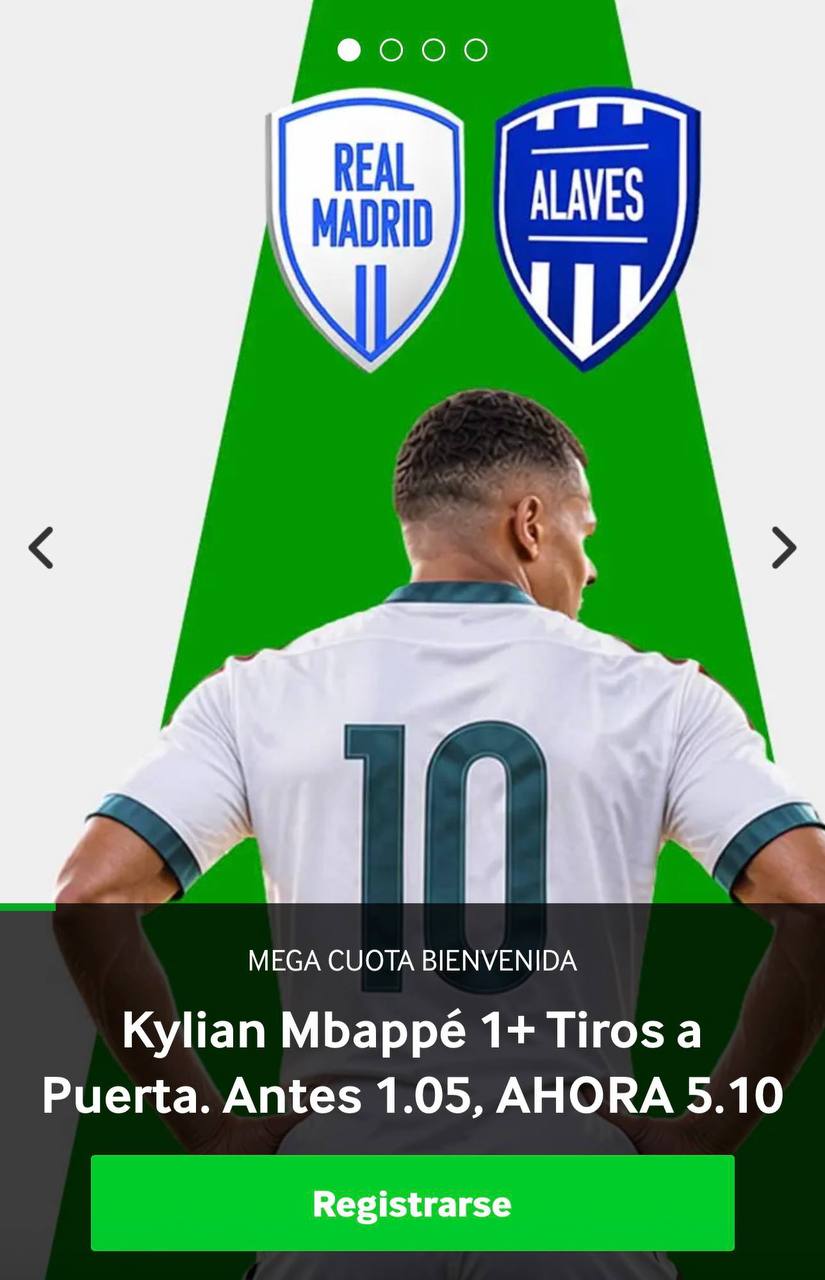 REAL
MADRID
ALAVES
10
MEGA CUOTA BIENVENIDA
Kylian Mbappé 1+ Tiros a
Puerta. Antes 1.05, AHORA 5.10
Registrarse